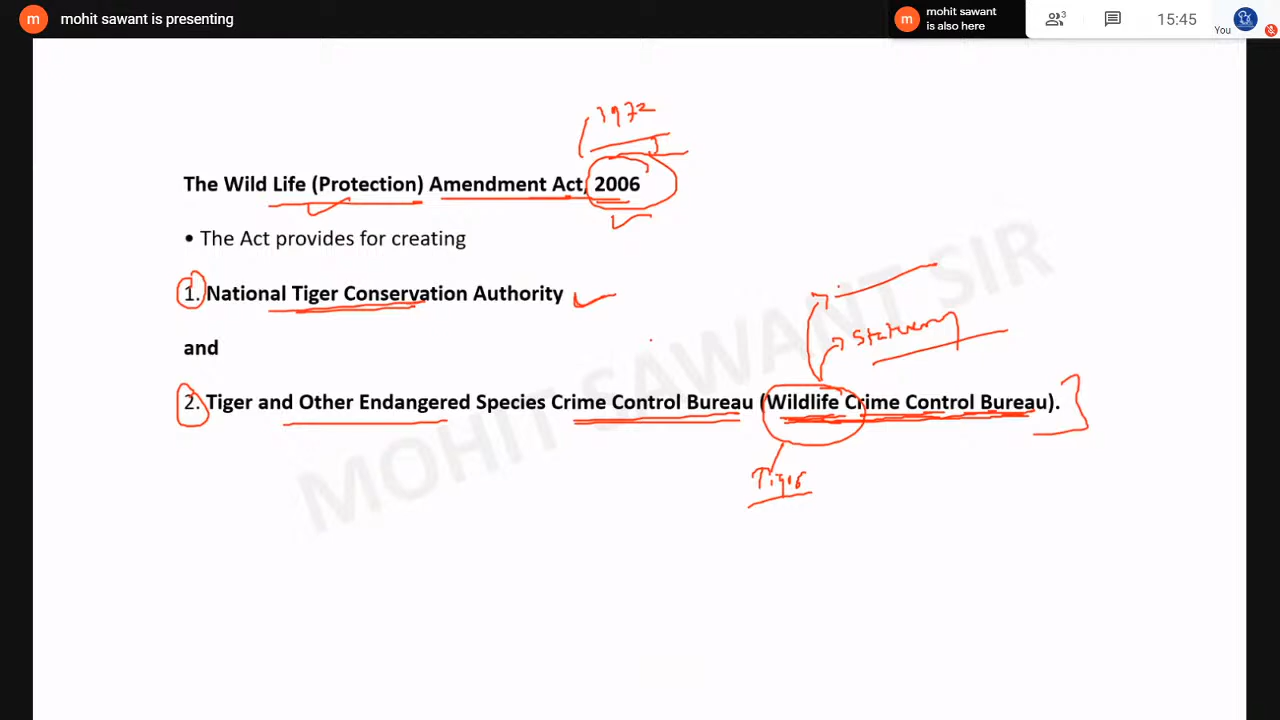 m mohit sawant is presenting
m mohit sawant is also here
3
15:45
You
1972
The Wild Life (Protection) Amendment Act, 2006
• The Act provides for creating
1. National Tiger Conservation Authority
and
Statutory
2. Tiger and Other Endangered Species Crime Control Bureau (Wildlife Crime Control Bureau).
Tiger
MOHIT SAWANT SIR